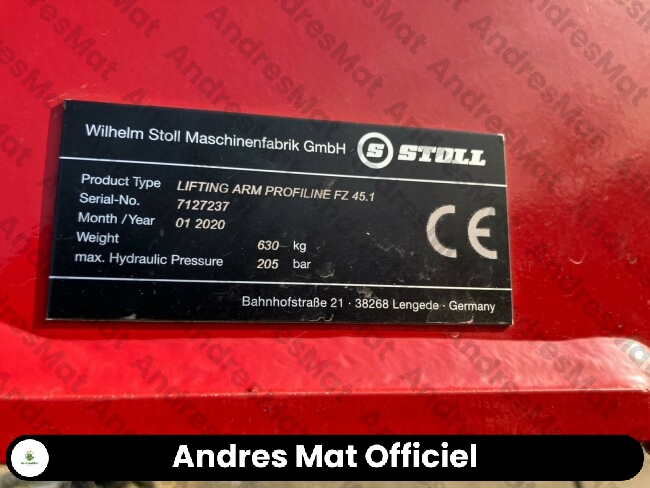 Wilhelm Stoll Maschinenfabrik GmbH S STOLL
Product Type LIFTING ARM PROFILINE FZ 45.1
Serial-No. 7127237
Month /Year 01 2020
Weight 630 kg
max. Hydraulic Pressure 205 bar
CE
Bahnhofstraße 21 · 38268 Lengede · Germany
AndresMat
Andres Mat Officiel